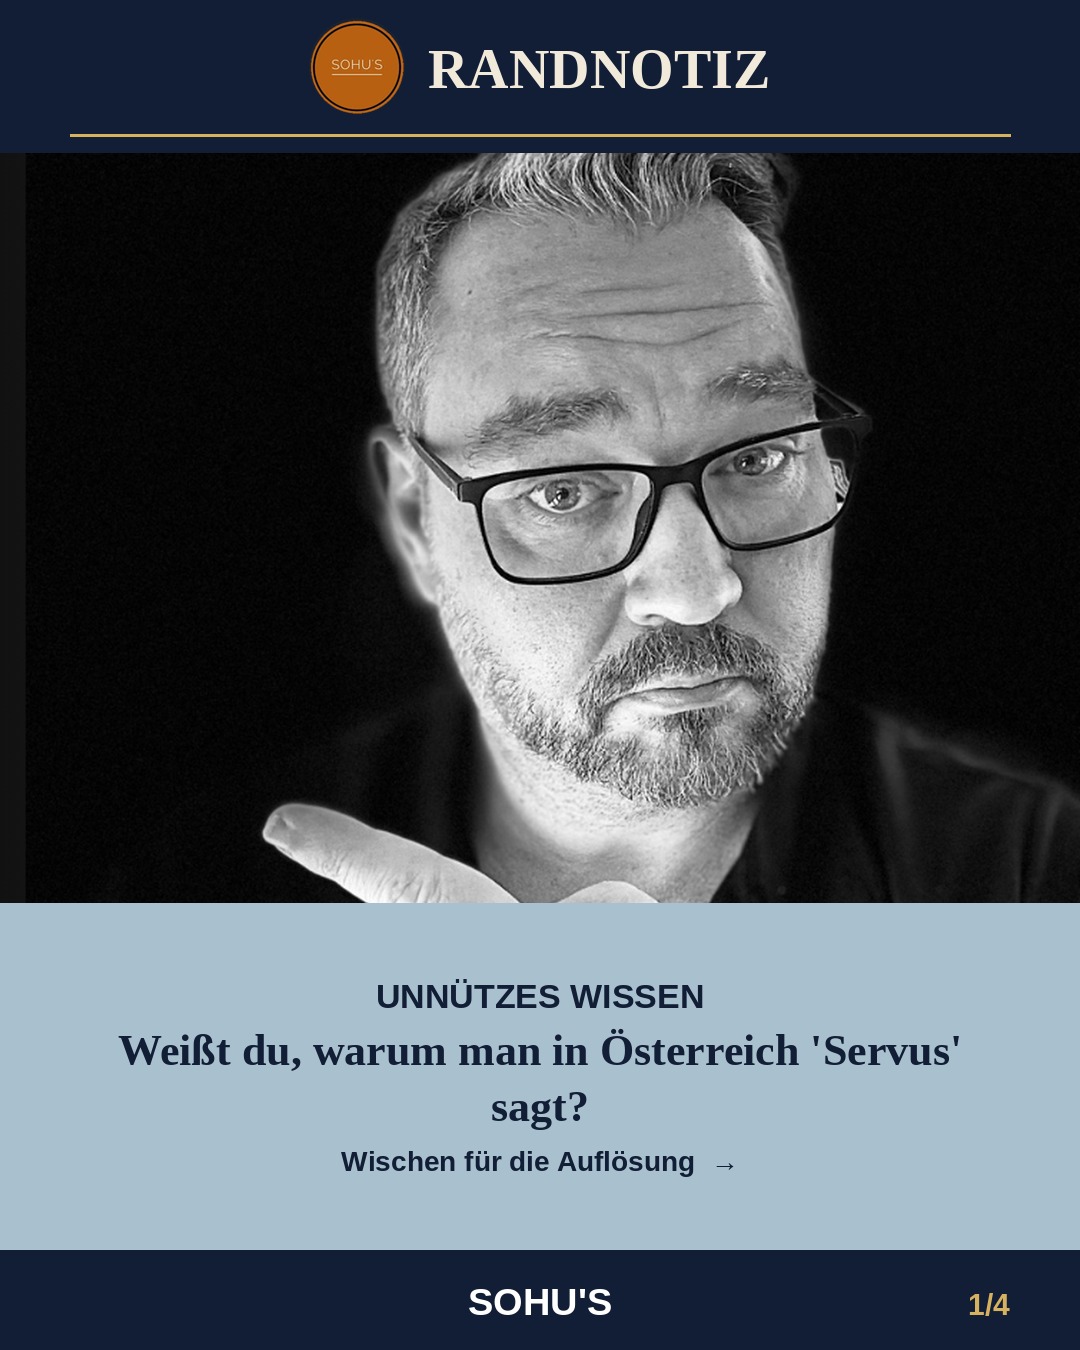 SOHU'S
RANDNOTIZ
UNNÜTZES WISSEN
Weißt du, warum man in Österreich 'Servus'
sagt?
Wischen für die Auflösung →
SOHU'S
1/4